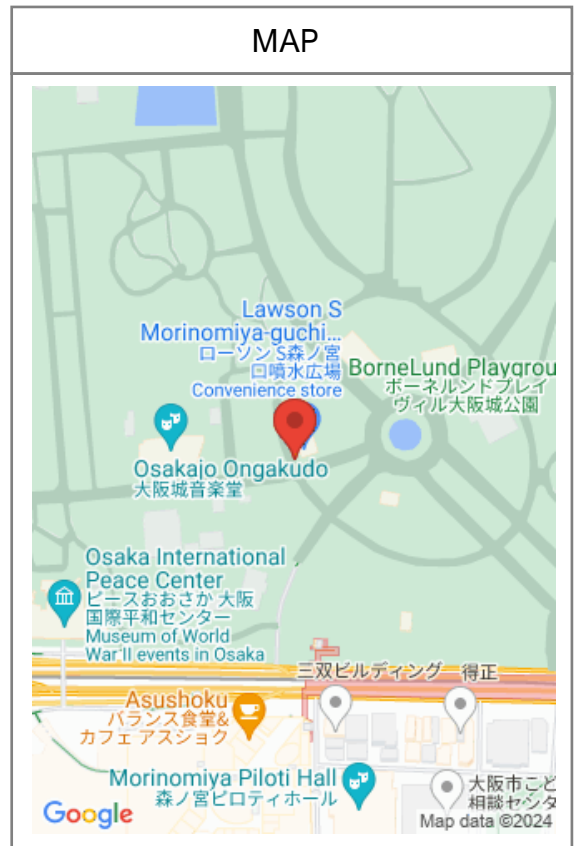 MAP
Lawson S
Morinomiya-guchi...
ローソン S森ノ宮
口噴水広場
Convenience store
BorneLund Playgrou
ボーネルンドプレイ
ヴィル大阪城公園
Osakajo Ongakudo
大阪城音楽堂
Osaka International
Peace Center
ピースおおさか 大阪
国際平和センター
Museum of World
War II events in Osaka
三双ビルディング
得正
Asushoku
バランス食堂&
カフェ アスショク
Morinomiya Piloti Hall
森ノ宮ピロティホール
大阪市こど
相談センタ
Google
Map data ©2024